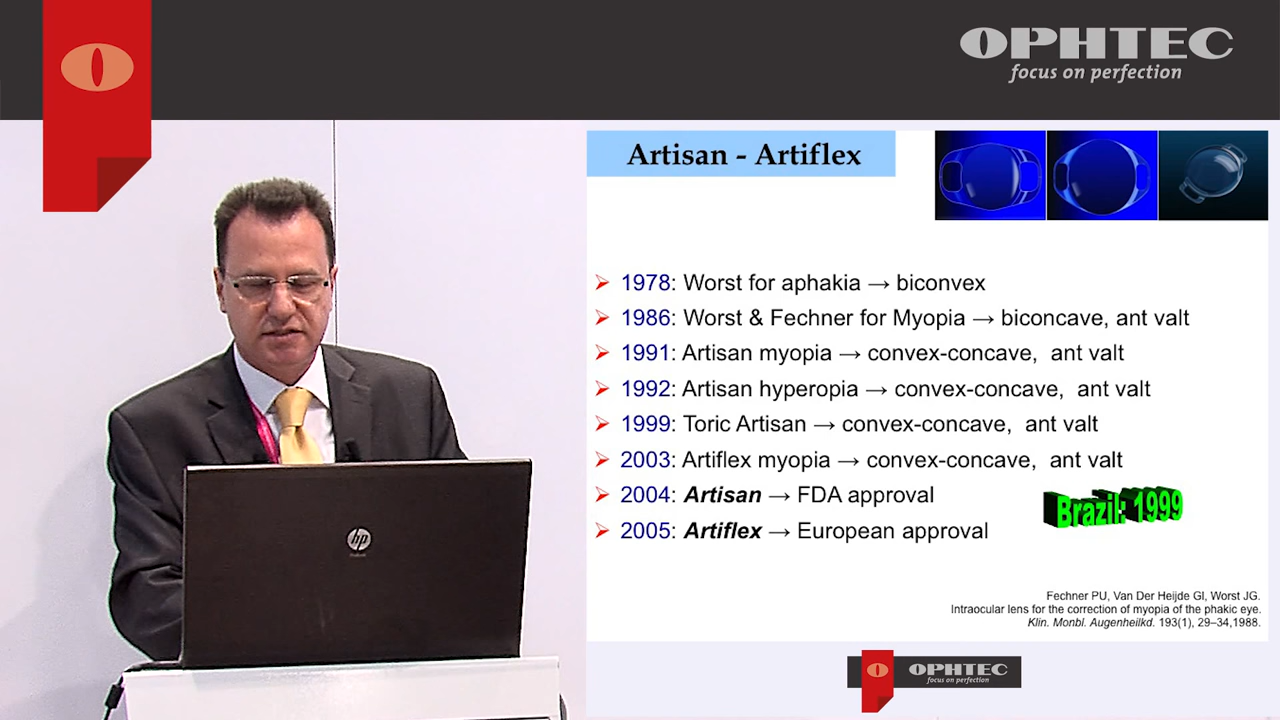 OPHTEC
focus on perfection
Artisan - Artiflex
1978: Worst for aphakia → biconvex
1986: Worst & Fechner for Myopia → biconcave, ant valt
1991: Artisan myopia → convex-concave, ant valt
1992: Artisan hyperopia → convex-concave, ant valt
1999: Toric Artisan → convex-concave, ant valt
2003: Artiflex myopia → convex-concave, ant valt
2004: Artisan → FDA approval
2005: Artiflex → European approval
Brazil: 1999
Fechner PU, Van Der Heijde GI, Worst JG.
Intraocular lens for the correction of myopia of the phakic eye.
Klin. Monbl. Augenheilkd. 193(1), 29–34,1988.
hp
OPHTEC
focus on perfection